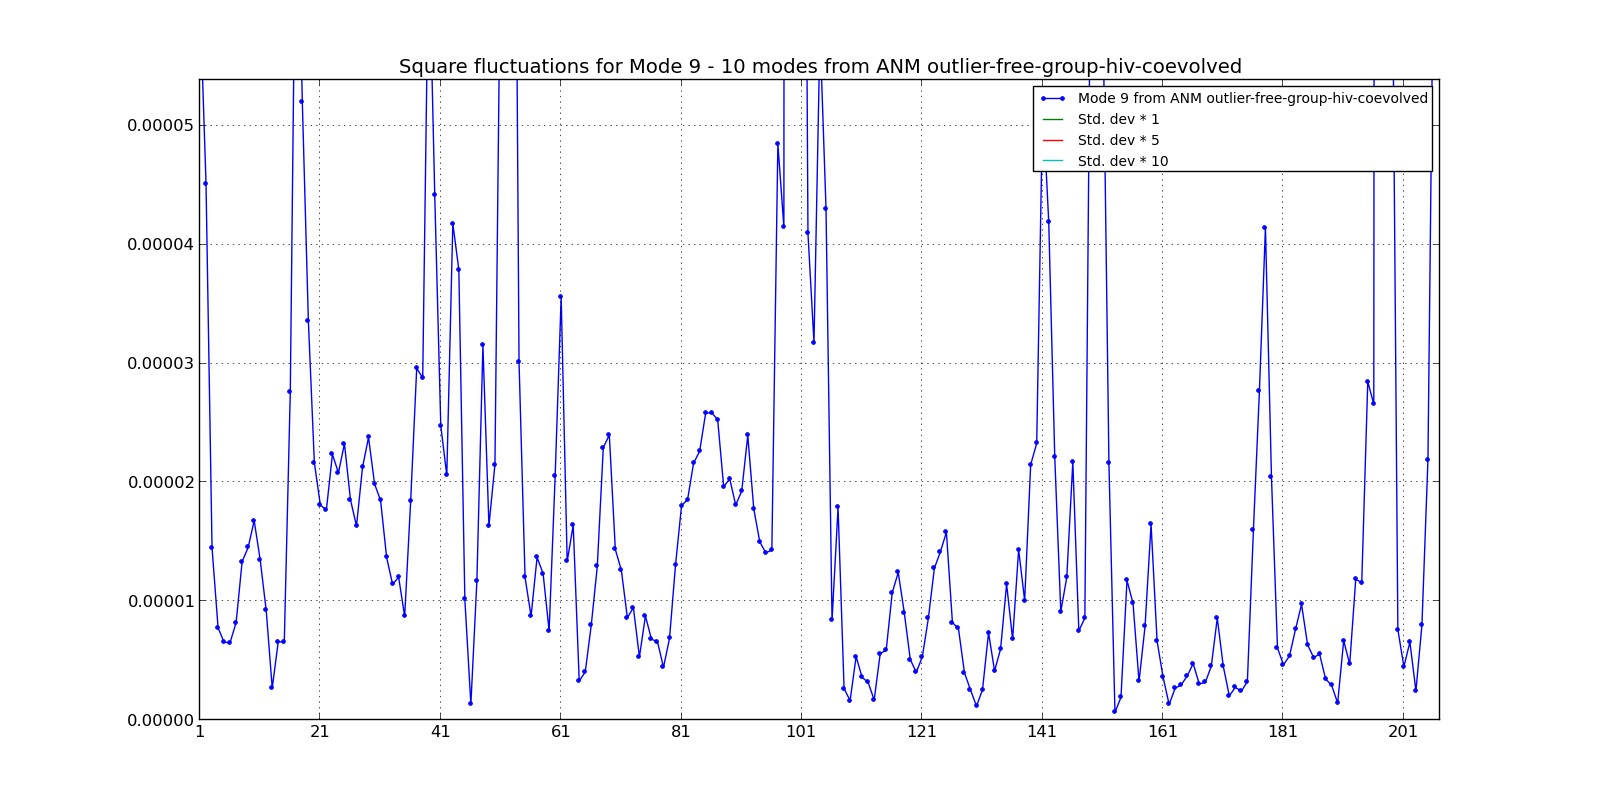 Square fluctuations for Mode 9 - 10 modes from ANM outlier-free-group-hiv-coevolved
Mode 9 from ANM outlier-free-group-hiv-coevolved
Std. dev * 1
Std. dev * 5
Std. dev * 10
0.00005
0.00004
0.00003
0.00002
0.00001
0.00000
1 21 41 61 81 101 121 141 161 181 201